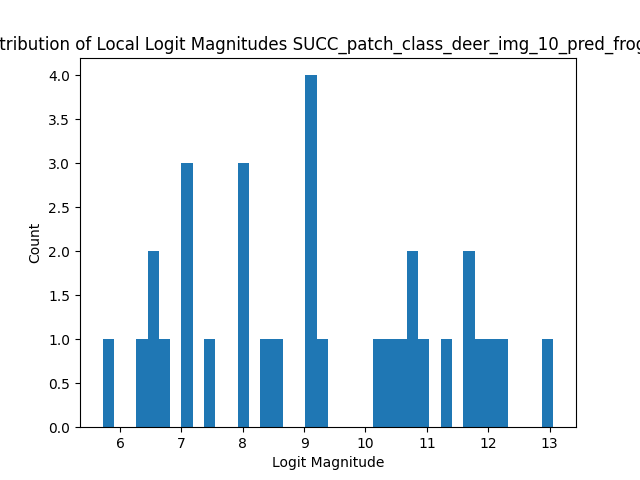 tribution of Local Logit Magnitudes SUCC_patch_class_deer_img_10_pred_frog
4.0
3.5
3.0
2.5
2.0
1.5
1.0
0.5
0.0
Count
6 7 8 9 10 11 12 13
Logit Magnitude